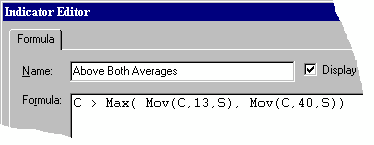 Indicator Editor
Formula
Name: Above Both Averages Display
Formula: C > Max( Mov(C,13,S), Mov(C,40,S))